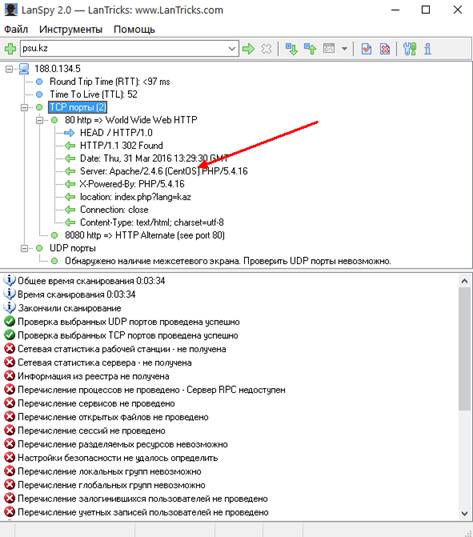 LanSpy 2.0 — LanTricks: www.LanTricks.com
Файл Инструменты Помощь
psu.kz
188.0.134.5
Round Trip Time (RTT): <97 ms
Time To Live (TTL): 52
TCP порты (2)
80 http => World Wide Web HTTP
HEAD / HTTP/1.0
HTTP/1.1 302 Found
Date: Thu, 31 Mar 2016 13:29:30 GMT
Server: Apache/2.4.6 (CentOS) PHP/5.4.16
X-Powered-By: PHP/5.4.16
location: index.php?lang=kaz
Connection: close
Content-Type: text/html; charset=utf-8
8080 http => HTTP Alternate (see port 80)
UDP порты
Обнаружено наличие межсетевого экрана. Проверить UDP порты невозможно.
Общее время сканирования 0:03:34
Время сканирования 0:03:34
Закончили сканирование
Проверка выбранных UDP портов проведена успешно
Проверка выбранных TCP портов проведена успешно
Сетевая статистика рабочей станции - не получена
Сетевая статистика сервера - не получена
Информация из реестра не получена
Перечисление процессов не проведено - Сервер RPC недоступен
Перечисление сервисов не проведено
Перечисление открытых файлов не проведено
Перечисление сессий не проведено
Перечисление разделяемых ресурсов невозможно
Настройки безопасности не удалось определить
Перечисление локальных групп невозможно
Перечисление глобальных групп невозможно
Перечисление залогинившихся пользователей не проведено
Перечисление учетных записей пользователей не проведено